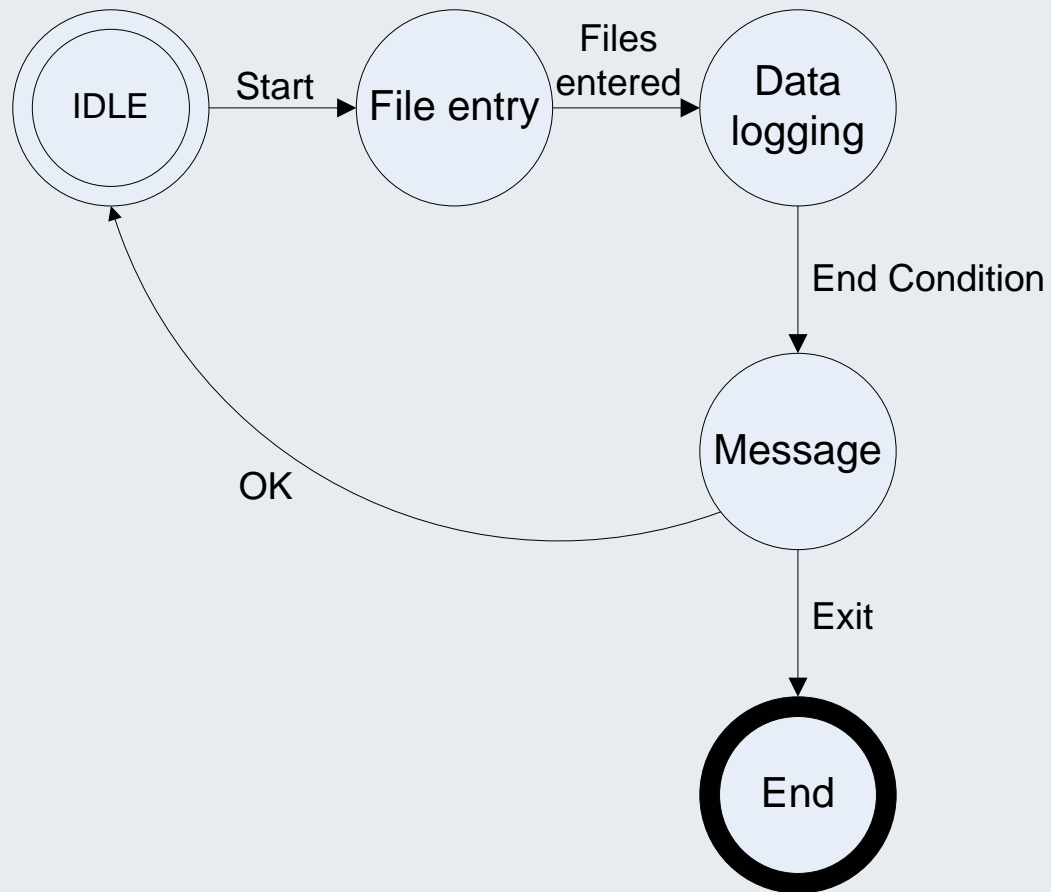 IDLE
Start
File entry
Files
entered
Data
logging
End Condition
Message
OK
Exit
End